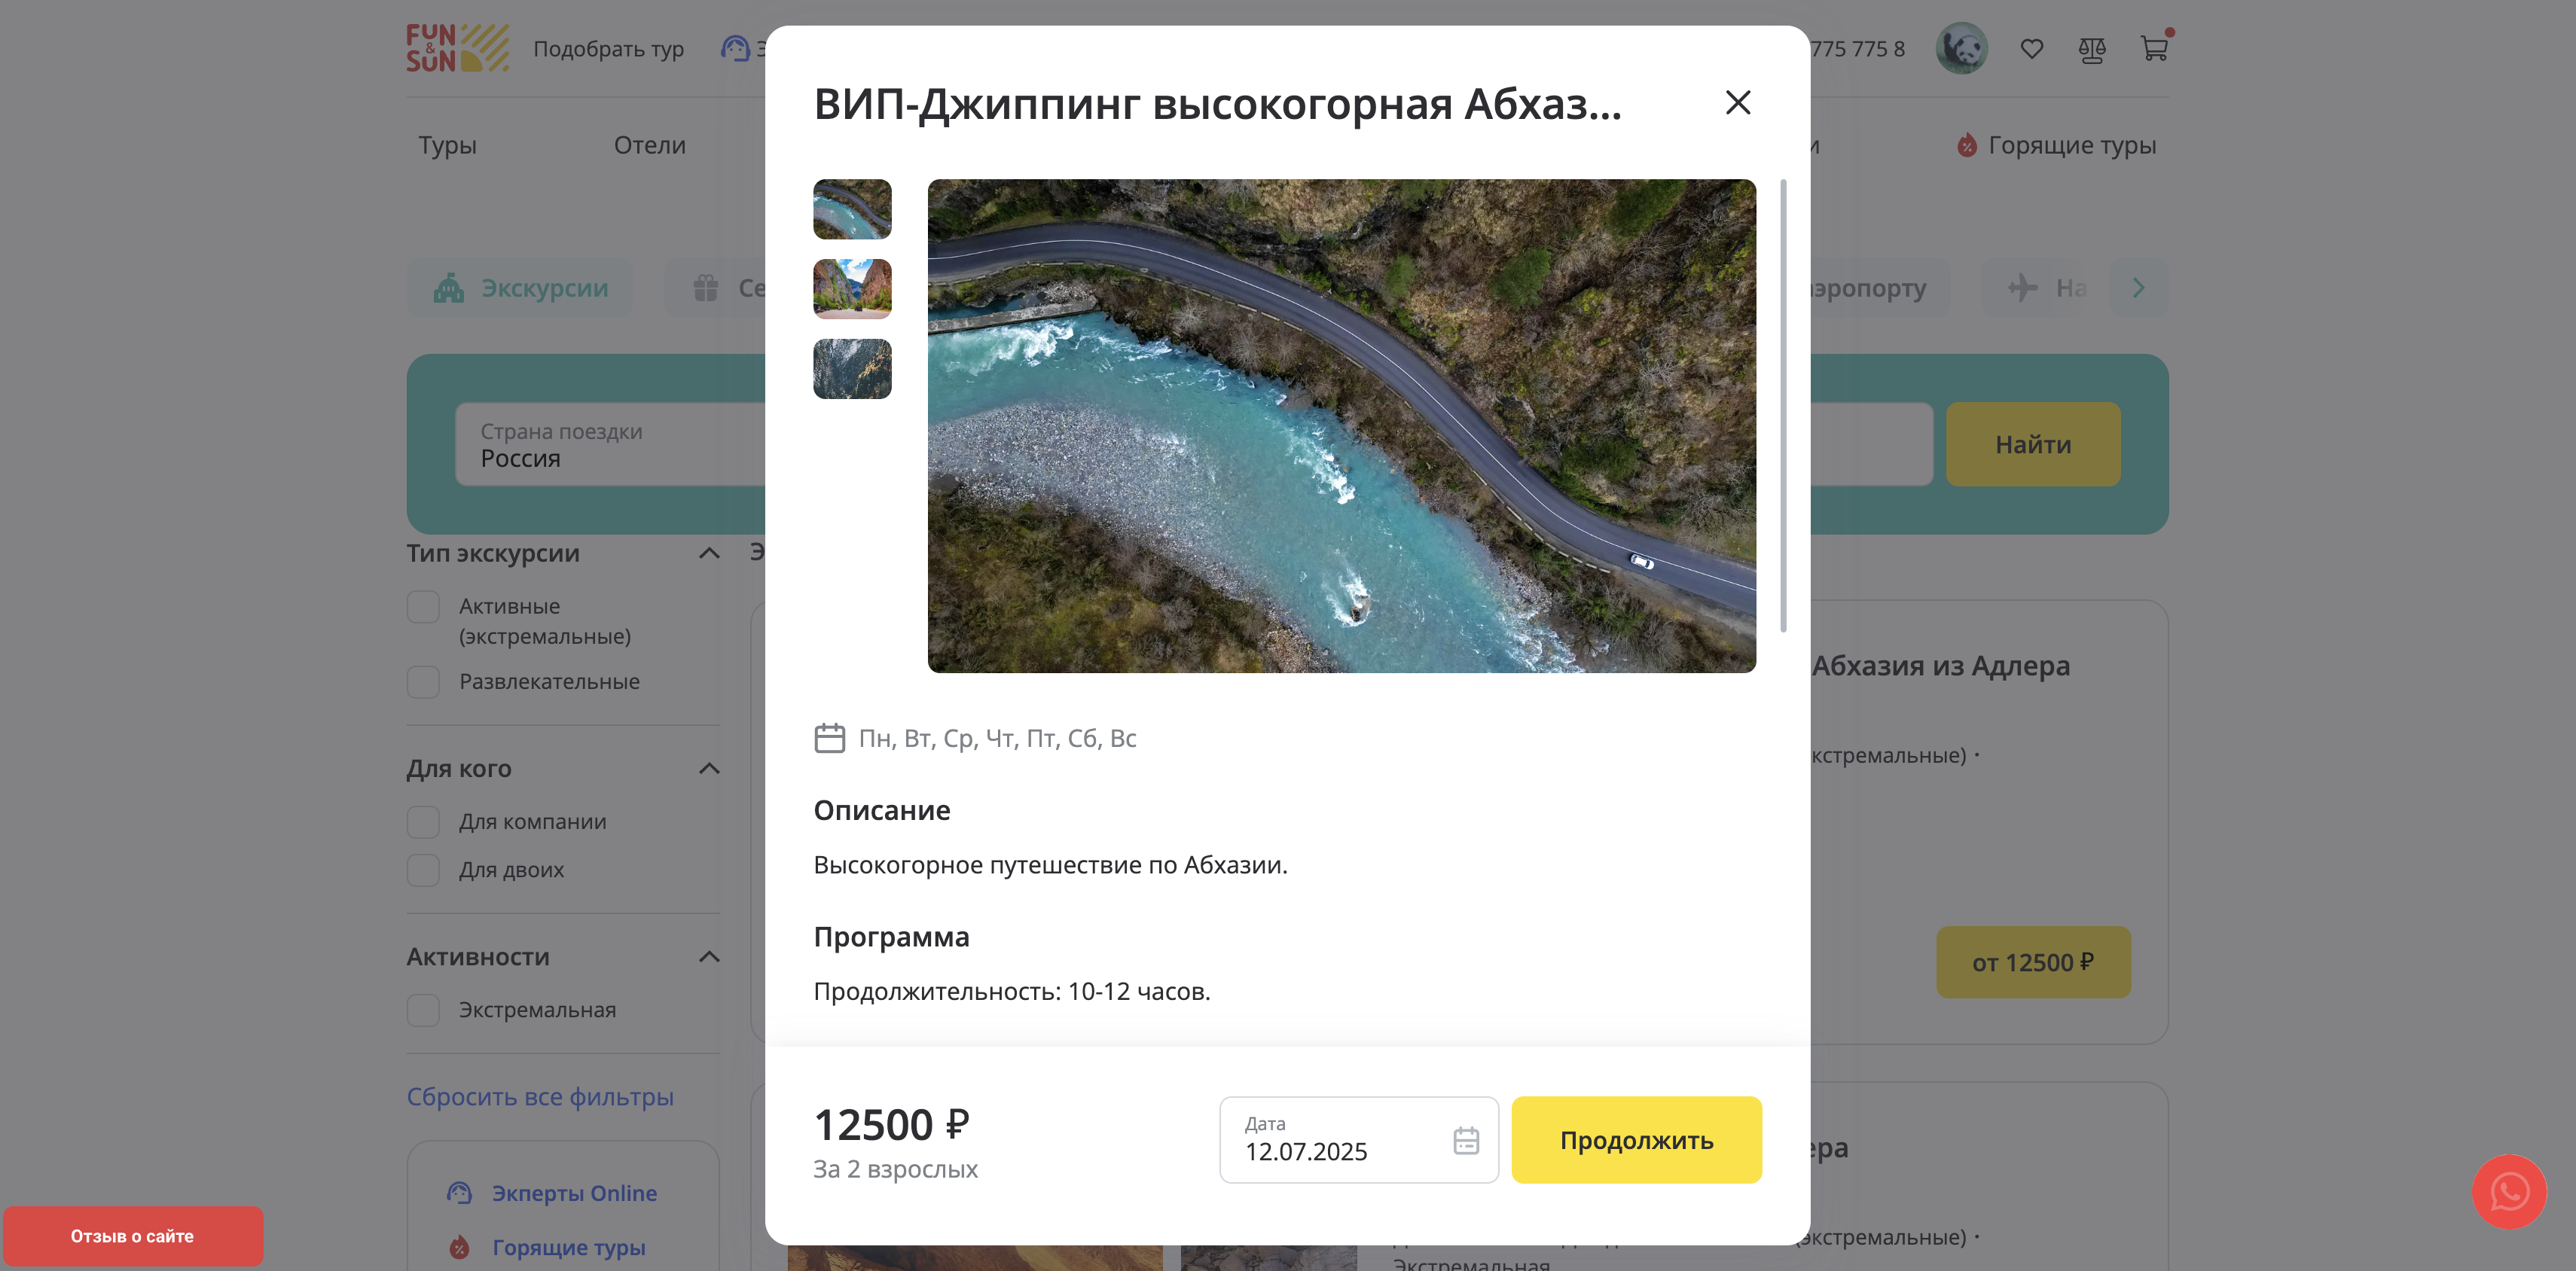 FUN
&
SUN
Подобрать тур
775 775 8
Туры
Отели
Горящие туры
Экскурсии
эропорту
На
Страна поездки
Россия
Найти
Тип экскурсии
Активные
(экстремальные)
Развлекательные
Для кого
Для компании
Для двоих
Активности
Экстремальная
Сбросить все фильтры
Экперты Online
Горящие туры
Отзыв о сайте
ВИП-Джиппинг высокогорная Абхаз...
Пн, Вт, Ср, Чт, Пт, Сб, Вс
Описание
Высокогорное путешествие по Абхазии.
Программа
Продолжительность: 10-12 часов.
12500 ₽
За 2 взрослых
Дата
12.07.2025
Продолжить
Абхазия из Адлера
кстремальные) ·
от 12500 ₽
ера
(экстремальные) ·
Экстремальная